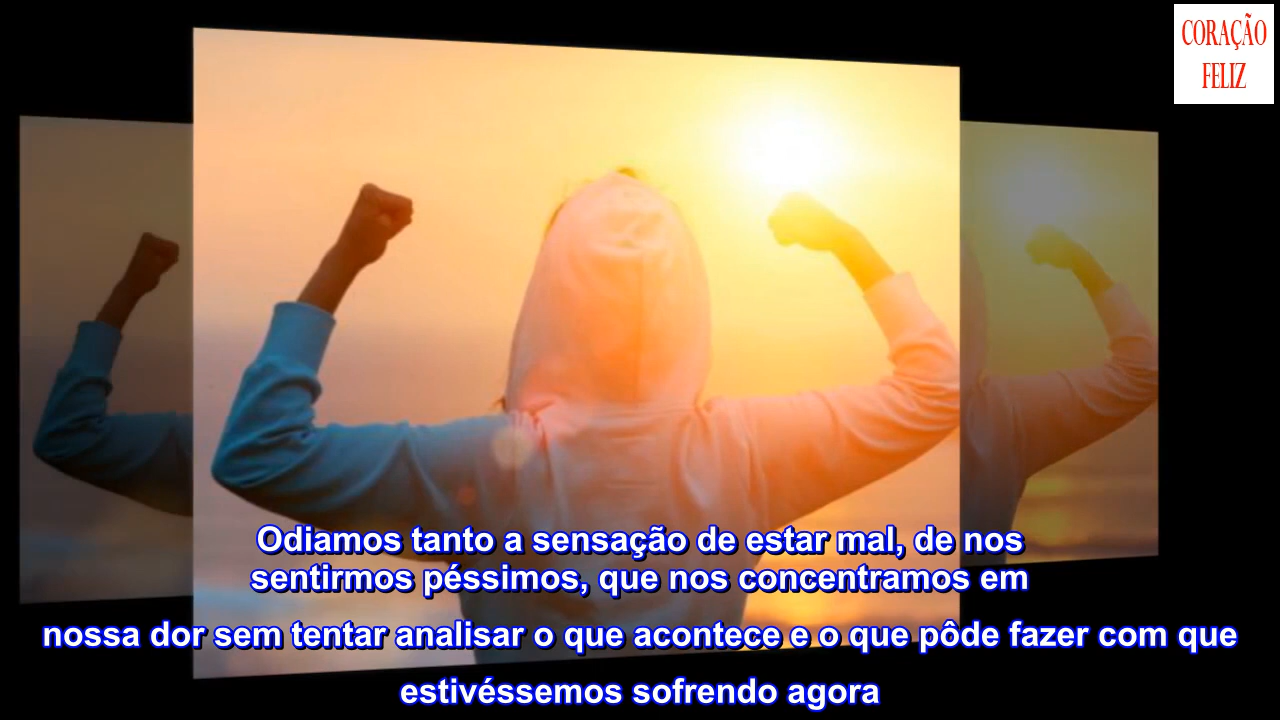 CORAÇÃO
FELIZ
Odiamos tanto a sensação de estar mal, de nos
sentirmos péssimos, que nos concentramos em
nossa dor sem tentar analisar o que acontece e o que pôde fazer com que
estivéssemos sofrendo agora